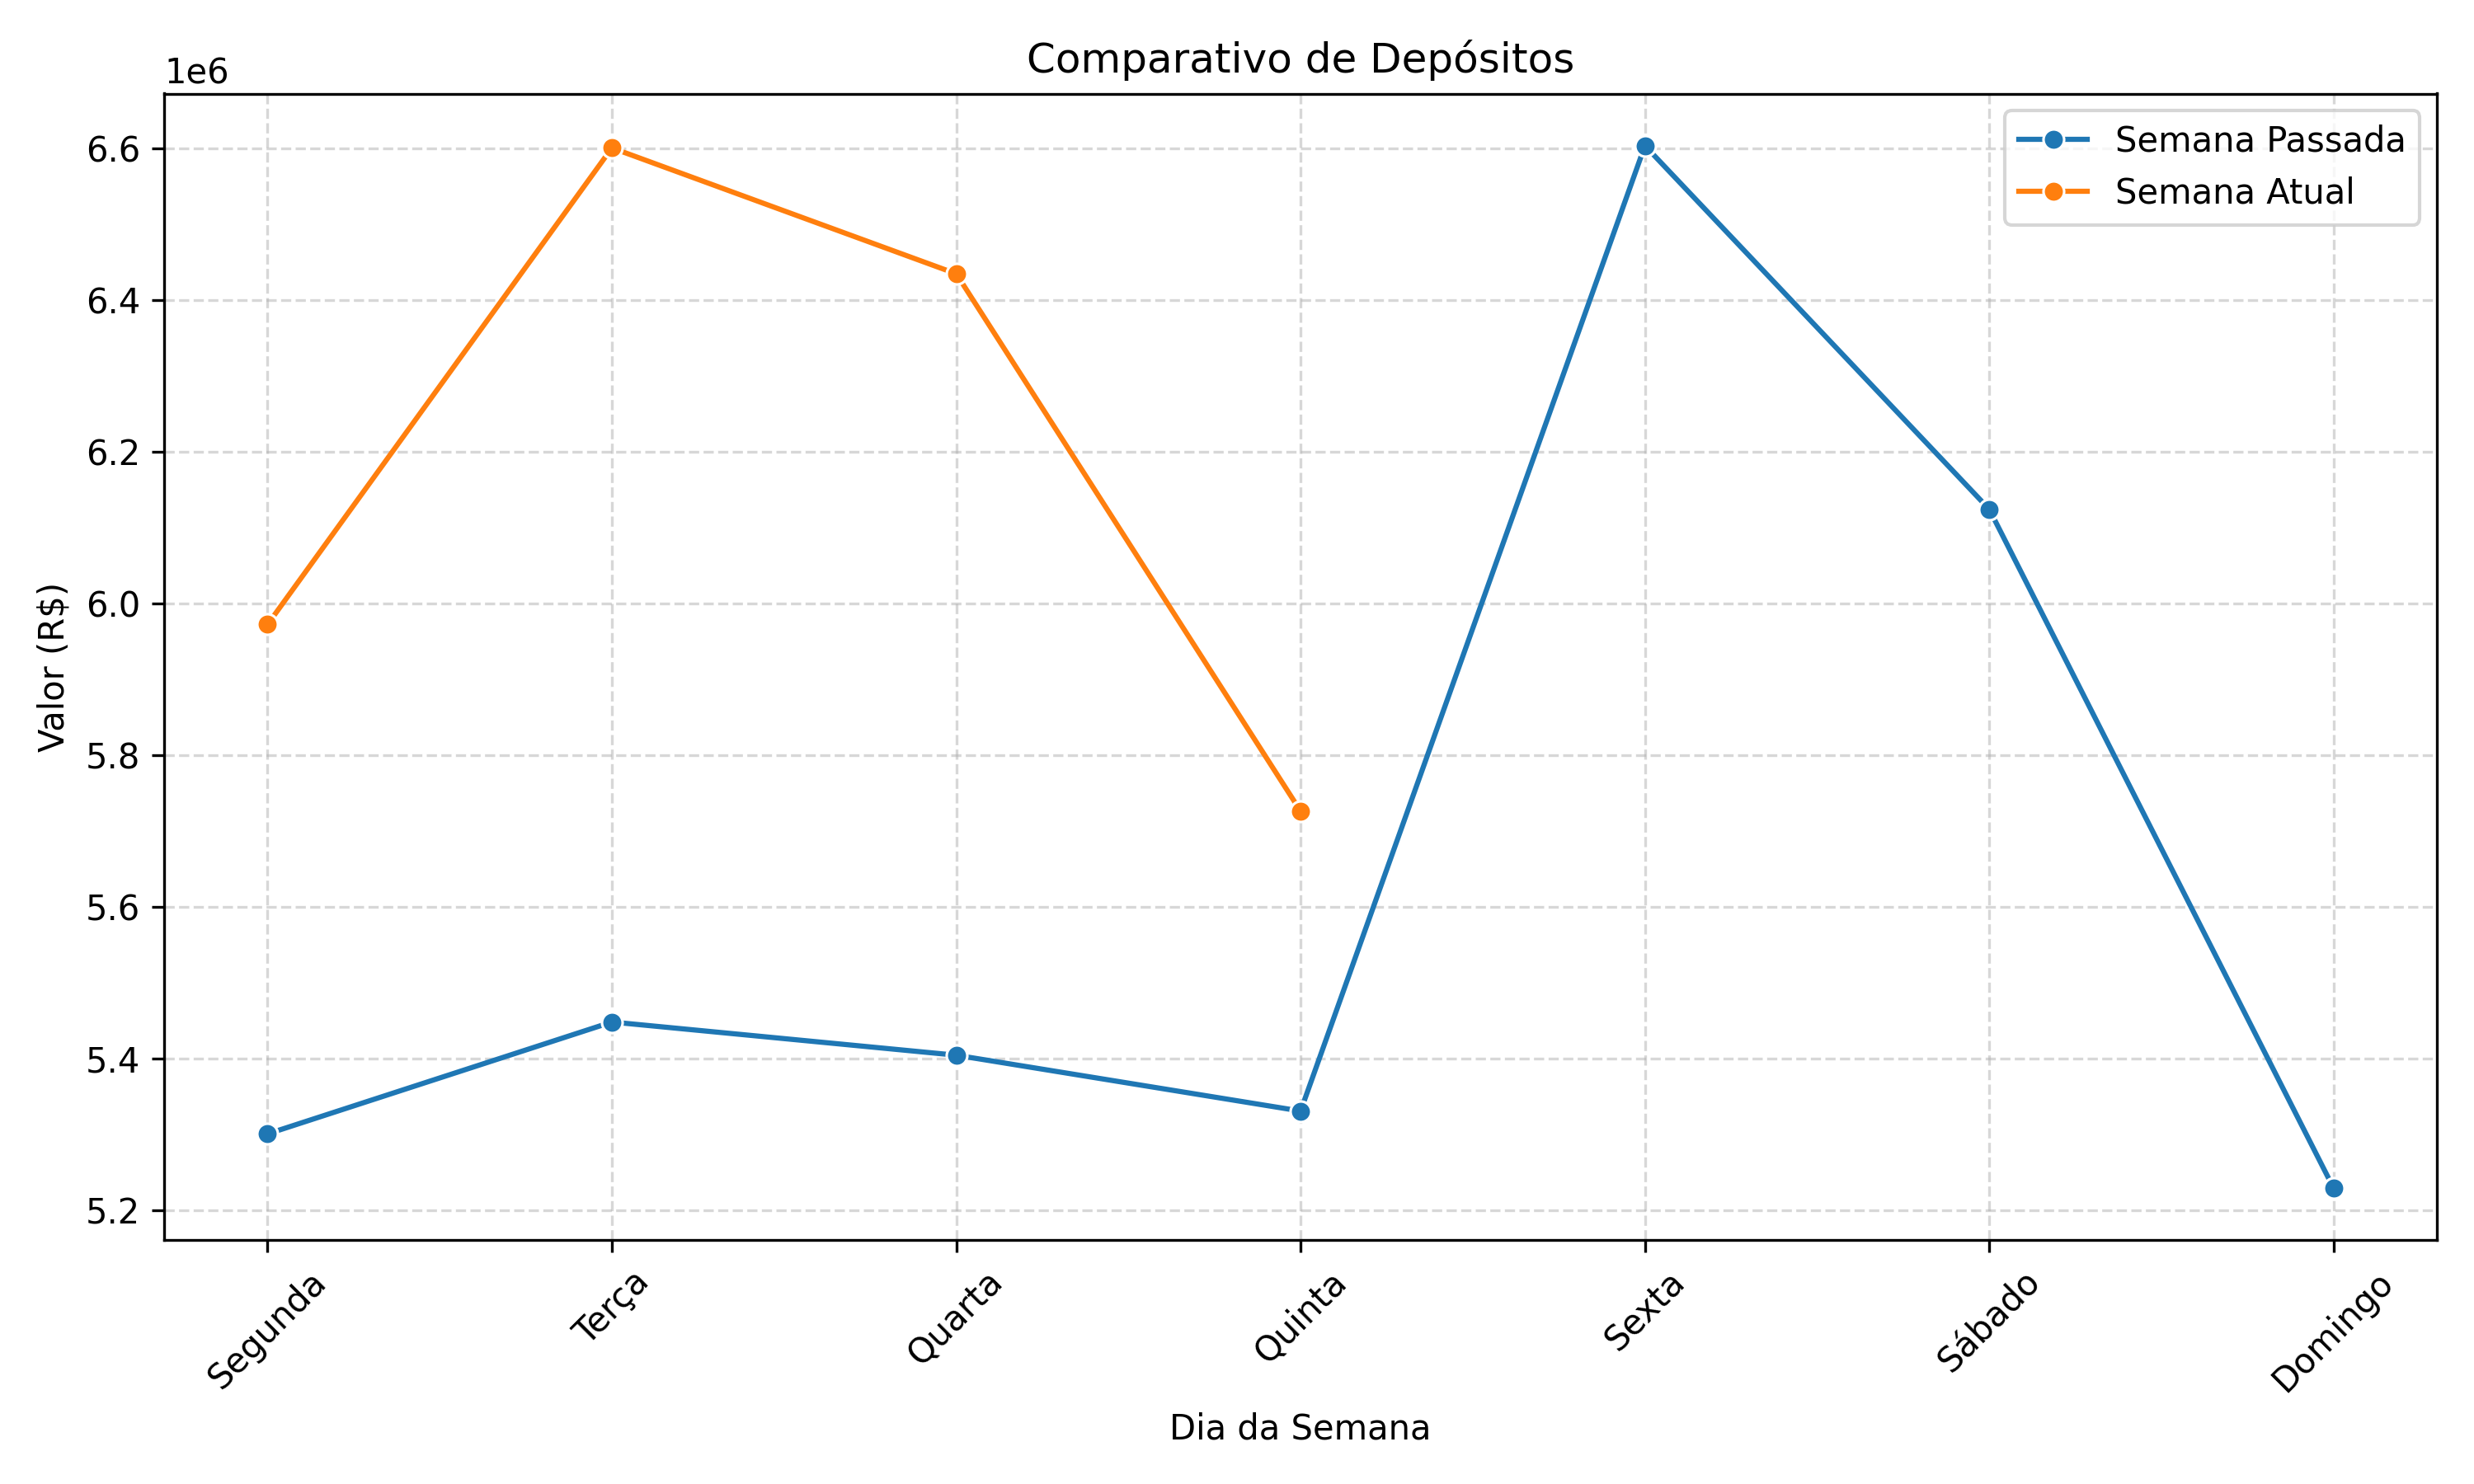 Comparativo de Depósitos
1e6
6.6
6.4
6.2
6.0
5.8
5.6
5.4
5.2
Valor (R$)
Semana Passada
Semana Atual
Segunda
Terça
Quarta
Quinta
Sexta
Sábado
Domingo
Dia da Semana